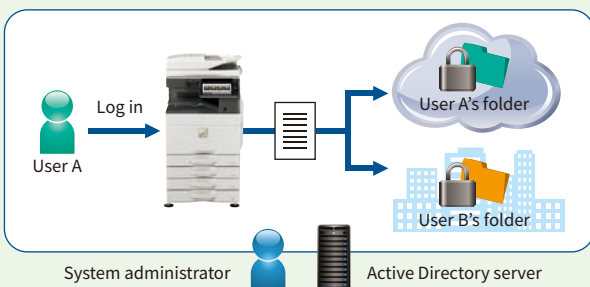 Log in
User A
User A's folder
User B's folder
System administrator
Active Directory server